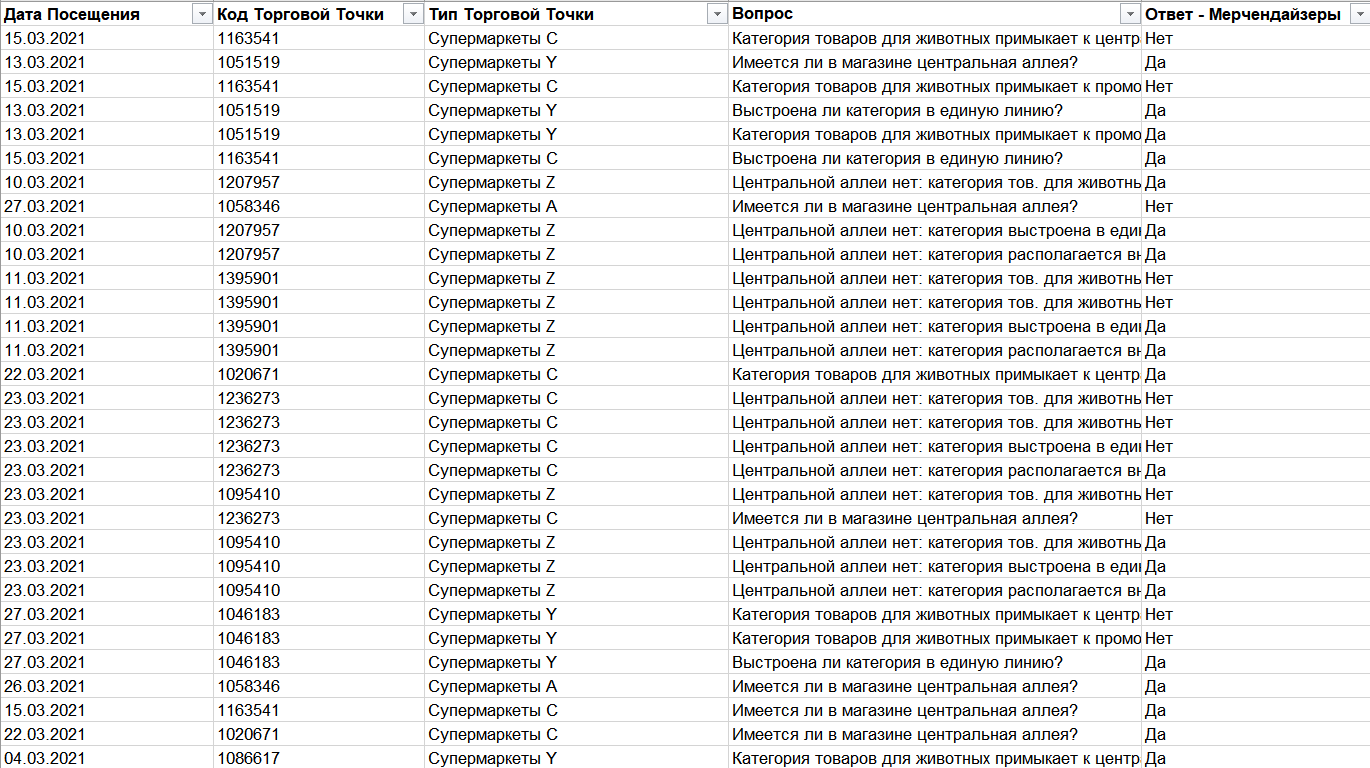 Дата Посещения Код Торговой Точки Тип Торговой Точки Вопрос Ответ - Мерчендайзеры
15.03.2021 1163541 Супермаркеты C Категория товаров для животных примыкает к центр Нет
13.03.2021 1051519 Супермаркеты Y Имеется ли в магазине центральная аллея? Да
15.03.2021 1163541 Супермаркеты C Категория товаров для животных примыкает к промо Нет
13.03.2021 1051519 Супермаркеты Y Выстроена ли категория в единую линию? Да
13.03.2021 1051519 Супермаркеты Y Категория товаров для животных примыкает к промо Да
15.03.2021 1163541 Супермаркеты C Выстроена ли категория в единую линию? Да
10.03.2021 1207957 Супермаркеты Z Центральной аллеи нет: категория тов. для животнь Да
27.03.2021 1058346 Супермаркеты A Имеется ли в магазине центральная аллея? Нет
10.03.2021 1207957 Супермаркеты Z Центральной аллеи нет: категория выстроена в еди Да
10.03.2021 1207957 Супермаркеты Z Центральной аллеи нет: категория располагается вн Да
11.03.2021 1395901 Супермаркеты Z Центральной аллеи нет: категория тов. для животнь Нет
11.03.2021 1395901 Супермаркеты Z Центральной аллеи нет: категория тов. для животнь Нет
11.03.2021 1395901 Супермаркеты Z Центральной аллеи нет: категория выстроена в еди Да
11.03.2021 1395901 Супермаркеты Z Центральной аллеи нет: категория располагается вн Да
22.03.2021 1020671 Супермаркеты C Категория товаров для животных примыкает к центр Да
23.03.2021 1236273 Супермаркеты C Центральной аллеи нет: категория тов. для животнь Нет
23.03.2021 1236273 Супермаркеты C Центральной аллеи нет: категория тов. для животнь Нет
23.03.2021 1236273 Супермаркеты C Центральной аллеи нет: категория выстроена в еди Нет
23.03.2021 1236273 Супермаркеты C Центральной аллеи нет: категория располагается вн Да
23.03.2021 1095410 Супермаркеты Z Центральной аллеи нет: категория тов. для животнь Нет
23.03.2021 1236273 Супермаркеты C Имеется ли в магазине центральная аллея? Нет
23.03.2021 1095410 Супермаркеты Z Центральной аллеи нет: категория тов. для животнь Да
23.03.2021 1095410 Супермаркеты Z Центральной аллеи нет: категория выстроена в еди Да
23.03.2021 1095410 Супермаркеты Z Центральной аллеи нет: категория располагается вн Да
27.03.2021 1046183 Супермаркеты Y Категория товаров для животных примыкает к центр Нет
27.03.2021 1046183 Супермаркеты Y Категория товаров для животных примыкает к промо Нет
27.03.2021 1046183 Супермаркеты Y Выстроена ли категория в единую линию? Да
26.03.2021 1058346 Супермаркеты A Имеется ли в магазине центральная аллея? Да
15.03.2021 1163541 Супермаркеты C Имеется ли в магазине центральная аллея? Да
22.03.2021 1020671 Супермаркеты C Имеется ли в магазине центральная аллея? Да
04.03.2021 1086617 Супермаркеты Y Категория товаров для животных примыкает к центр Да